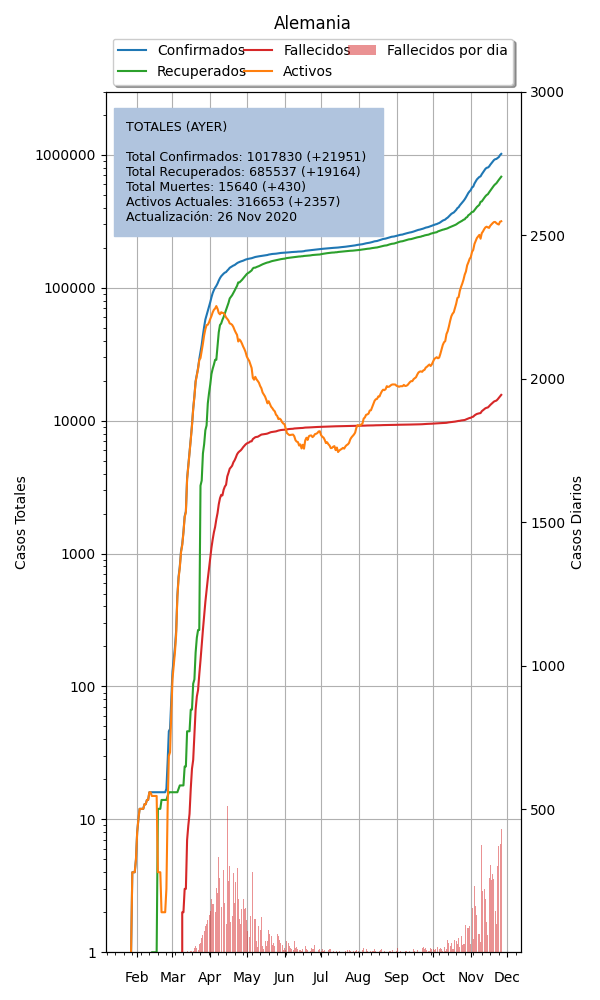 Alemania
Confirmados
Recuperados
Fallecidos
Activos
Fallecidos por dia
TOTALES (AYER)
Total Confirmados: 1017830 (+21951)
Total Recuperados: 685537 (+19164)
Total Muertes: 15640 (+430)
Activos Actuales: 316653 (+2357)
Actualización: 26 Nov 2020
Casos Totales
1000000
100000
10000
1000
100
10
1
3000
2500
2000
1500
1000
500
Casos Diarios
Feb Mar Apr May Jun Jul Aug Sep Oct Nov Dec